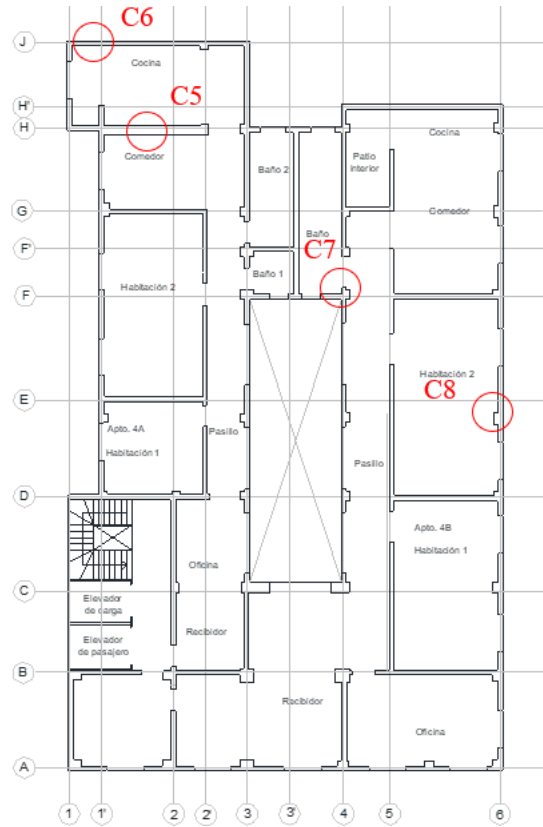 C6
J
Cocina
C5
H'
H
Cocina
Comedor
Patio
interior
Baño 2
G
Comedor
Baño
F'
C7
Baño 1
Habitación 2
F
Habitación 2
C8
E
Apto. 4A
Pasillo
Habitación 1
Pasillo
D
Apto. 4B
Habitación 1
Oficina
C
Elevador
de carga
Recibidor
Elevador
de pasajero
B
Recibidor
Oficina
A
1 1' 2 2' 3 3' 4 5 6